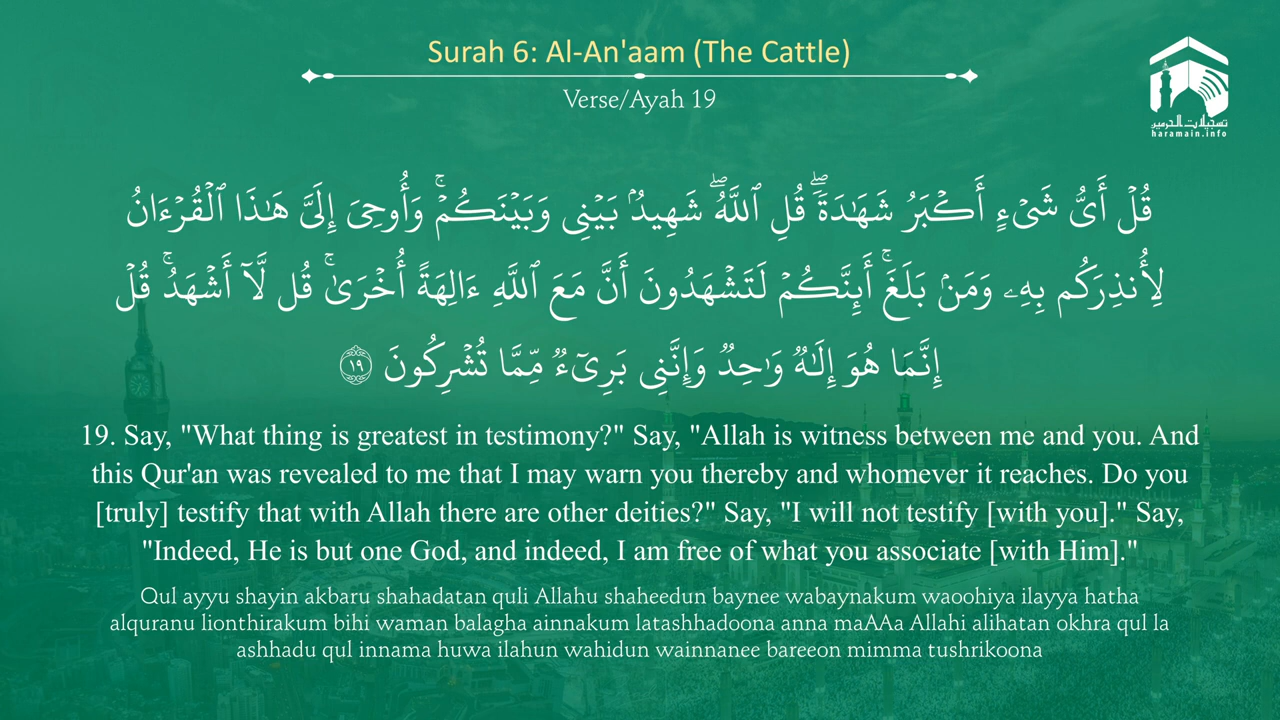 Surah 6: Al-An'aam (The Cattle)
Verse/Ayah 19
تسجيلات الحرمين
haramain.info
قُلۡ أَيُّ شَيۡءٍ أَكۡبَرُ شَهَٰدَةٗۖ قُلِ ٱللَّهُۖ شَهِيدُۢ بَيۡنِي وَبَيۡنَكُمۡۚ وَأُوحِيَ إِلَيَّ هَٰذَا ٱلۡقُرۡءَانُ
لِأُنذِرَكُم بِهِۦ وَمَنۢ بَلَغَۚ أَئِنَّكُمۡ لَتَشۡهَدُونَ أَنَّ مَعَ ٱللَّهِ ءَالِهَةً أُخۡرَىٰۚ قُل لَّآ أَشۡهَدُۚ قُلۡ
إِنَّمَا هُوَ إِلَٰهٞ وَٰحِدٞ وَإِنَّنِي بَرِيٓءٞ مِّمَّا تُشۡرِكُونَ ١٩
19. Say, "What thing is greatest in testimony?" Say, "Allah is witness between me and you. And
this Qur'an was revealed to me that I may warn you thereby and whomever it reaches. Do you
[truly] testify that with Allah there are other deities?" Say, "I will not testify [with you]." Say,
"Indeed, He is but one God, and indeed, I am free of what you associate [with Him]."
Qul ayyu shayin akbaru shahadatan quli Allahu shaheedun baynee wabaynakum waoohiya ilayya hatha
alquranu lionthirakum bihi waman balagha ainnakum latashhadoona anna maAAa Allahi alihatan okhra qul la
ashhadu qul innama huwa ilahun wahidun wainnanee bareeon mimma tushrikoona